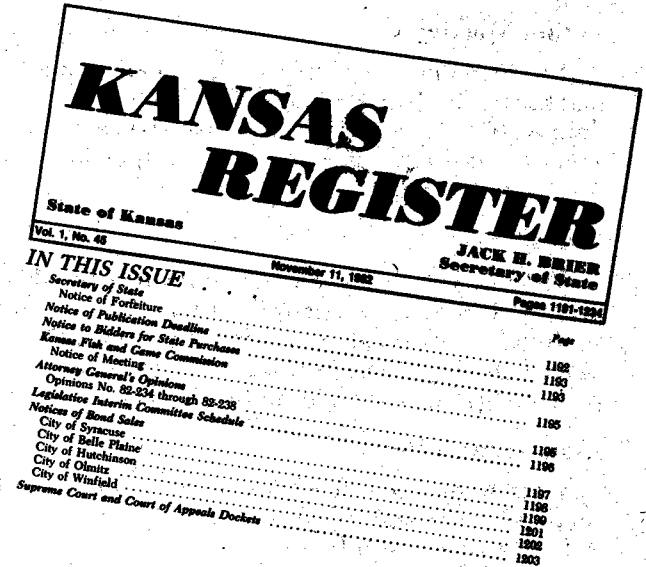 KANSAS
REGISTER
State of Kansas
JACK H. BRIER
Secretary of State
Vol. 1, No. 45 November 11, 1982 Pages 1191-1234
IN THIS ISSUE
Page
Secretary of State
Notice of Forfeiture 1192
Notice of Publication Deadline 1193
Notice to Bidders for State Purchases 1193
Kansas Fish and Game Commission
Notice of Meeting 1195
Attorney General's Opinions
Opinions No. 82-234 through 82-238 1195
Legislative Interim Committee Schedule 1196
Notices of Bond Sales
City of Syracuse 1197
City of Belle Plaine 1198
City of Hutchinson 1199
City of Olmitz 1201
City of Winfield 1202
Supreme Court and Court of Appeals Dockets 1203